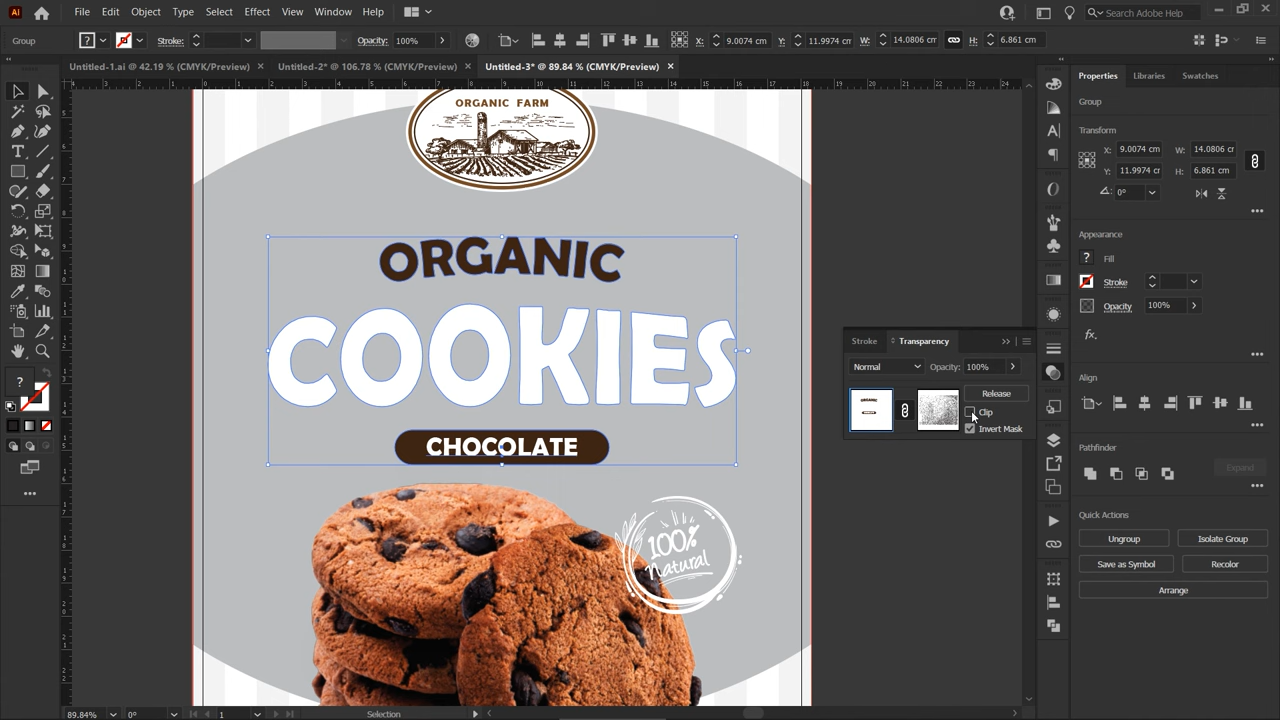 Ai File Edit Object Type Select Effect View Window Help Search Adobe Help
Group ? Stroke: Opacity: 100% X: 9.0074 cm Y: 11.9974 cm W: 14.0806 cm H: 6.861 cm
Untitled-1.ai @ 42.19 % (CMYK/Preview) × Untitled-2* @ 106.78 % (CMYK/Preview) × Untitled-3* @ 89.84 % (CMYK/Preview) ×
Properties Libraries Swatches
Group
Transform
X: 9.0074 cm W: 14.0806 cr
Y: 11.9974 cr H: 6.861 cm
0°
Appearance
? Fill
Stroke
Opacity 100%
fx.
Align
Pathfinder
Expand
Quick Actions
Ungroup Isolate Group
Save as Symbol Recolor
Arrange
Stroke Transparency
Normal Opacity: 100%
Release
Clip
Invert Mask
ORGANIC FARM
ORGANIC
COOKIES
CHOCOLATE
100%
Natural
89.84% 0° 1 Selection